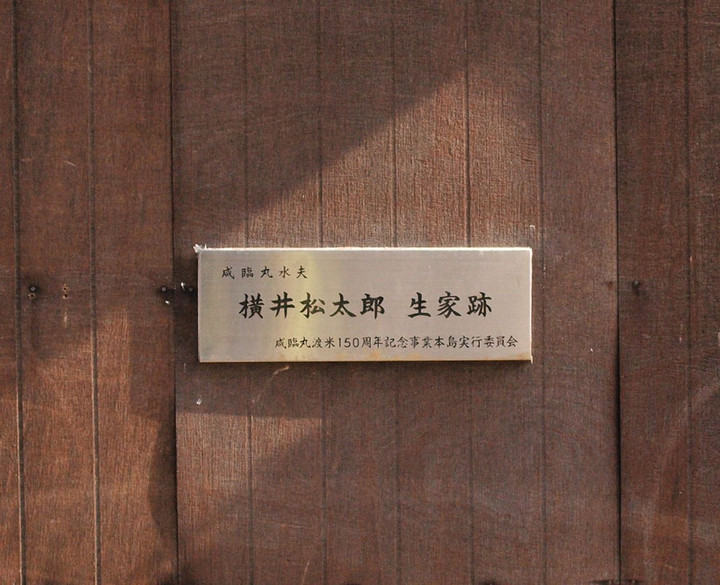 咸臨丸水夫
横井松太郎 生家跡
咸臨丸渡米150周年記念事業本島実行委員会